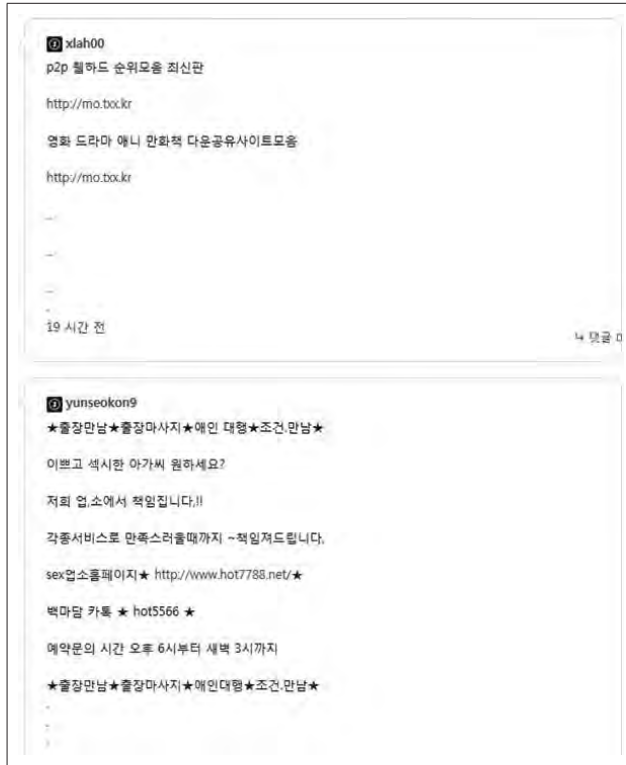 xlah00
p2p 웹하드 순위모음 최신판
http://mo.txx.kr
영화 드라마 애니 만화책 다운공유사이트모음
http://mo.txx.kr
19 시간 전
↳ 댓글 0
yunseokon9
★출장만남★출장마사지★애인 대행★조건.만남★
이쁘고 섹시한 아가씨 원하세요?
저희 업,소에서 책임집니다,!!
각종서비스로 만족스러울때까지 ~책임져드립니다,
sex업소홈페이지★ http://www.hot7788.net/★
백마담 카톡 ★ hot5566 ★
예약문의 시간 오후 6시부터 새벽 3시까지
★출장만남★출장마사지★애인대행★조건.만남★